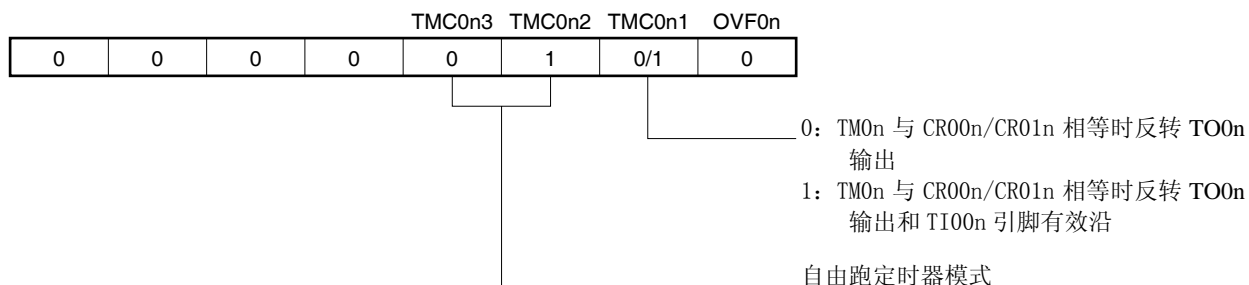 TMC0n3 TMC0n2 TMC0n1 OVF0n
0 0 0 0 0 1 0/1 0
0：TM0n 与 CR00n/CR01n 相等时反转 TO0n
输出
1：TM0n 与 CR00n/CR01n 相等时反转 TO0n
输出和 TI00n 引脚有效沿
自由跑定时器模式